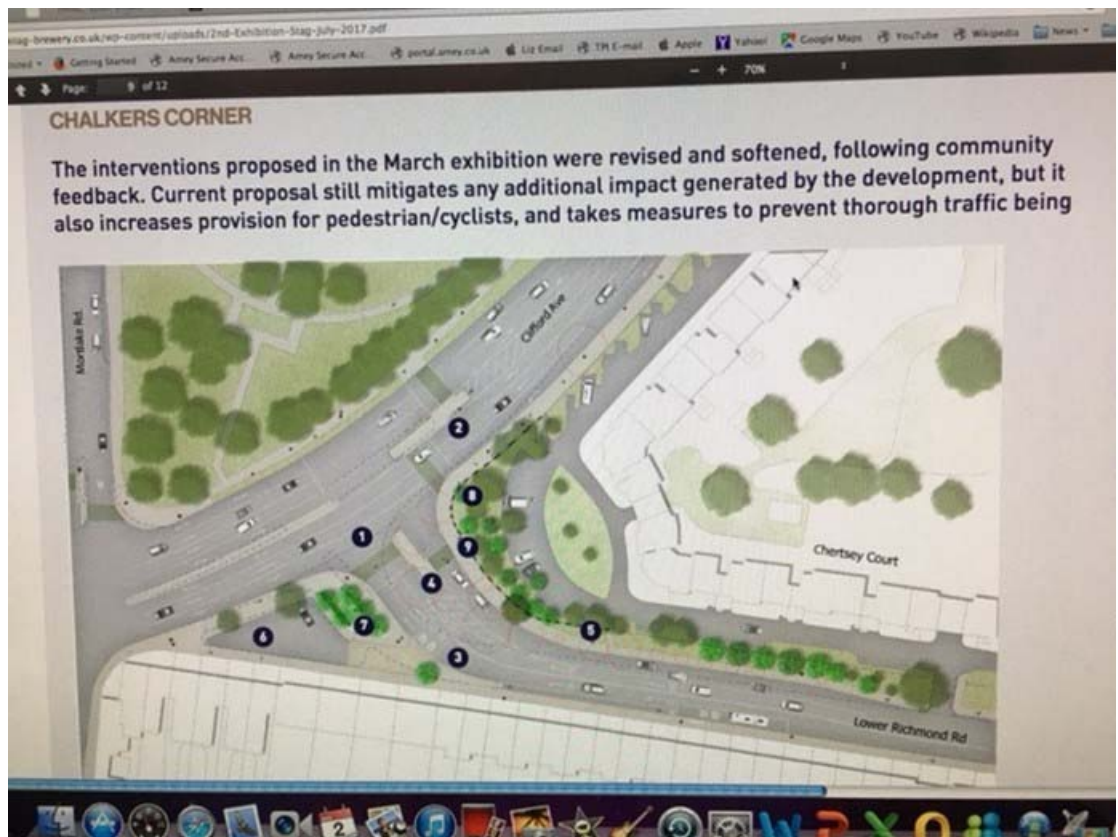 tag-brewery.co.uk/wp-content/uploads/2nd-Exhibition-Stag-July-2017.pdf
Getting Started Amey Secure Acc... Amey Secure Acc... portal.amey.co.uk Liz Email TM E-mail Apple Yahoo! Google Maps YouTube Wikipedia News
Page: 9 of 12 − + 70%
CHALKERS CORNER
The interventions proposed in the March exhibition were revised and softened, following community
feedback. Current proposal still mitigates any additional impact generated by the development, but it
also increases provision for pedestrian/cyclists, and takes measures to prevent thorough traffic being
Mortlake Rd.
Clifford Ave
2
8
1
9
Chertsey Court
4
5
7
6
3
Lower Richmond Rd
2